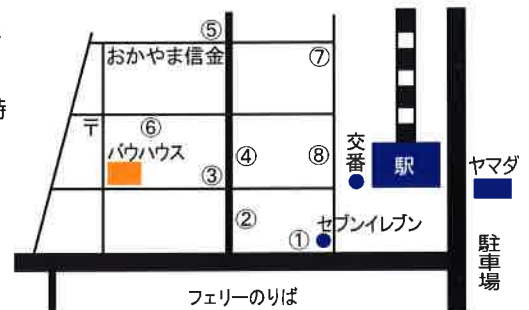 ⑤
おかやま信金
⑦
時
〒
⑥
バウハウス
③
④
⑧
交番
駅
ヤマダ
②
①
セブンイレブン
駐車場
フェリーのりば